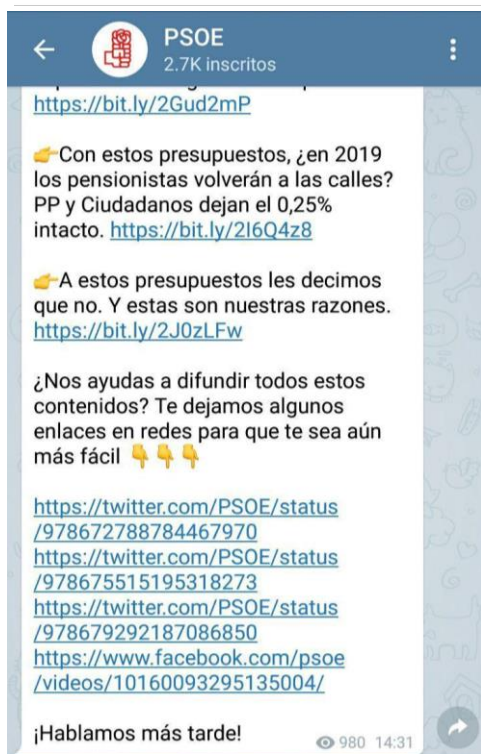 PSOE
2.7K inscritos
https://bit.ly/2Gud2mP
👉Con estos presupuestos, ¿en 2019
los pensionistas volverán a las calles?
PP y Ciudadanos dejan el 0,25%
intacto. https://bit.ly/2I6Q4z8
👉A estos presupuestos les decimos
que no. Y estas son nuestras razones.
https://bit.ly/2J0zLFw
¿Nos ayudas a difundir todos estos
contenidos? Te dejamos algunos
enlaces en redes para que te sea aún
más fácil 👇👇👇
https://twitter.com/PSOE/status
/978672788784467970
https://twitter.com/PSOE/status
/978675515195318273
https://twitter.com/PSOE/status
/978679292187086850
https://www.facebook.com/psoe
/videos/10160093295135004/
¡Hablamos más tarde!
980 14:31